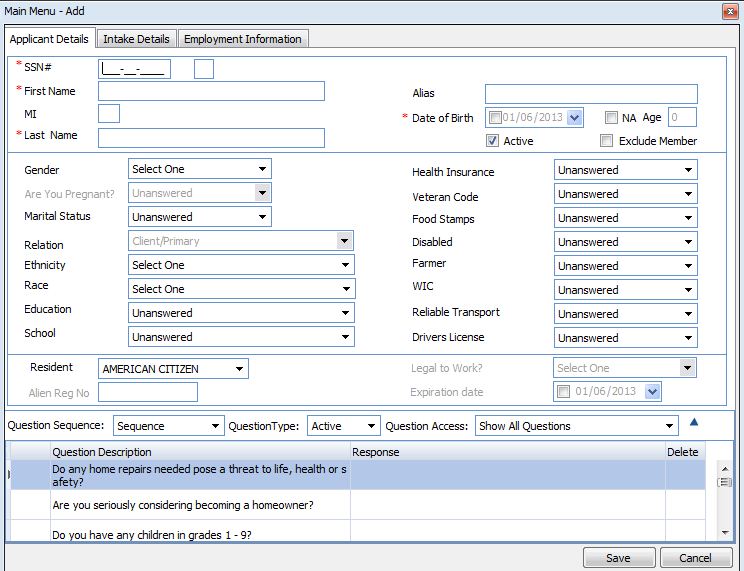 Main Menu - Add
Applicant Details Intake Details Employment Information
* SSN# ___-__-____
* First Name Alias
MI * Date of Birth 01/06/2013 NA Age 0
* Last Name Active Exclude Member
Gender Select One Health Insurance Unanswered
Are You Pregnant? Unanswered Veteran Code Unanswered
Marital Status Unanswered Food Stamps Unanswered
Relation Client/Primary Disabled Unanswered
Ethnicity Select One Farmer Unanswered
Race Select One WIC Unanswered
Education Unanswered Reliable Transport Unanswered
School Unanswered Drivers License Unanswered
Resident AMERICAN CITIZEN Legal to Work? Select One
Alien Reg No Expiration date 01/06/2013
Question Sequence: Sequence QuestionType: Active Question Access: Show All Questions
Question Description Response Delete
Do any home repairs needed pose a threat to life, health or s
afety?
Are you seriously considering becoming a homeowner?
Do you have any children in grades 1 - 9?
Save Cancel